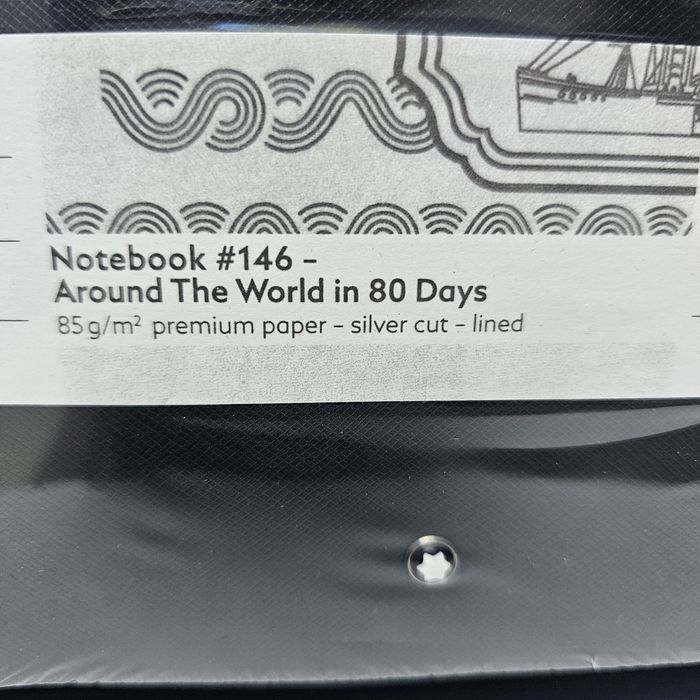 Notebook #146 –
Around The World in 80 Days
85 g/m² premium paper – silver cut – lined